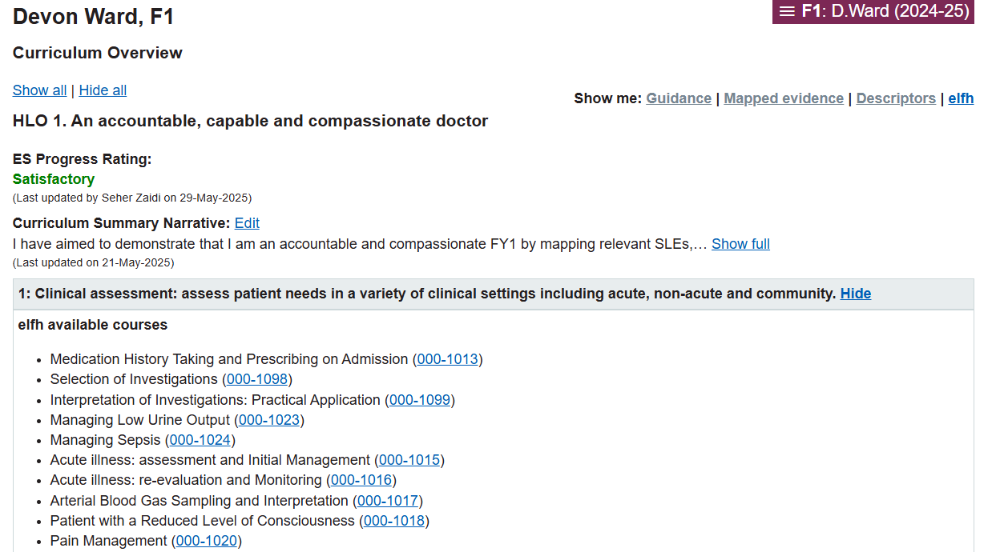 Devon Ward, F1
☰ F1: D.Ward (2024-25)
Curriculum Overview
Show all | Hide all
Show me: Guidance | Mapped evidence | Descriptors | elfh
HLO 1. An accountable, capable and compassionate doctor
ES Progress Rating:
Satisfactory
(Last updated by Seher Zaidi on 29-May-2025)
Curriculum Summary Narrative: Edit
I have aimed to demonstrate that I am an accountable and compassionate FY1 by mapping relevant SLEs,… Show full
(Last updated on 21-May-2025)
1: Clinical assessment: assess patient needs in a variety of clinical settings including acute, non-acute and community. Hide
elfh available courses
• Medication History Taking and Prescribing on Admission (000-1013)
• Selection of Investigations (000-1098)
• Interpretation of Investigations: Practical Application (000-1099)
• Managing Low Urine Output (000-1023)
• Managing Sepsis (000-1024)
• Acute illness: assessment and Initial Management (000-1015)
• Acute illness: re-evaluation and Monitoring (000-1016)
• Arterial Blood Gas Sampling and Interpretation (000-1017)
• Patient with a Reduced Level of Consciousness (000-1018)
• Pain Management (000-1020)